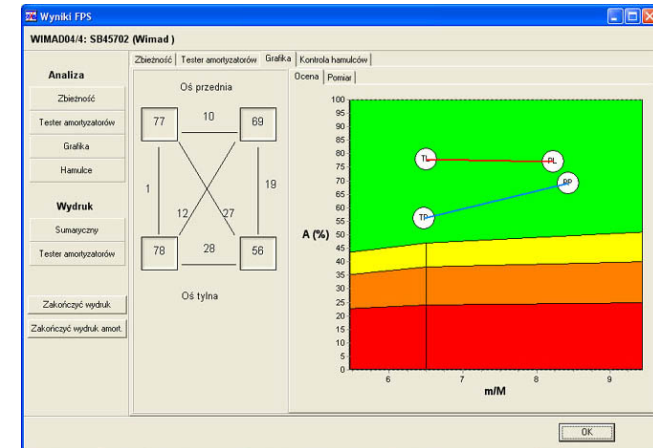 Wyniki FPS
WIMAD04/4: SB45702 (Wimad )
Analiza
Zbieżność
Tester amortyzatorów
Grafika
Hamulce
Wydruk
Sumaryczny
Tester amortyzatorów
Zakończyć wydruk
Zakończyć wydruk amort.
Zbieżność Tester amortyzatorów Grafika Kontrola hamulców
Oś przednia
77 10 69
1 19
12 27
78 28 56
Oś tylna
Ocena Pomiar
100
95
90
85
80
75
70
65
60
55
50
45
40
35
30
25
20
15
10
5
0
A (%)
TL PL
PP
TP
6 7 8 9
m/M
OK